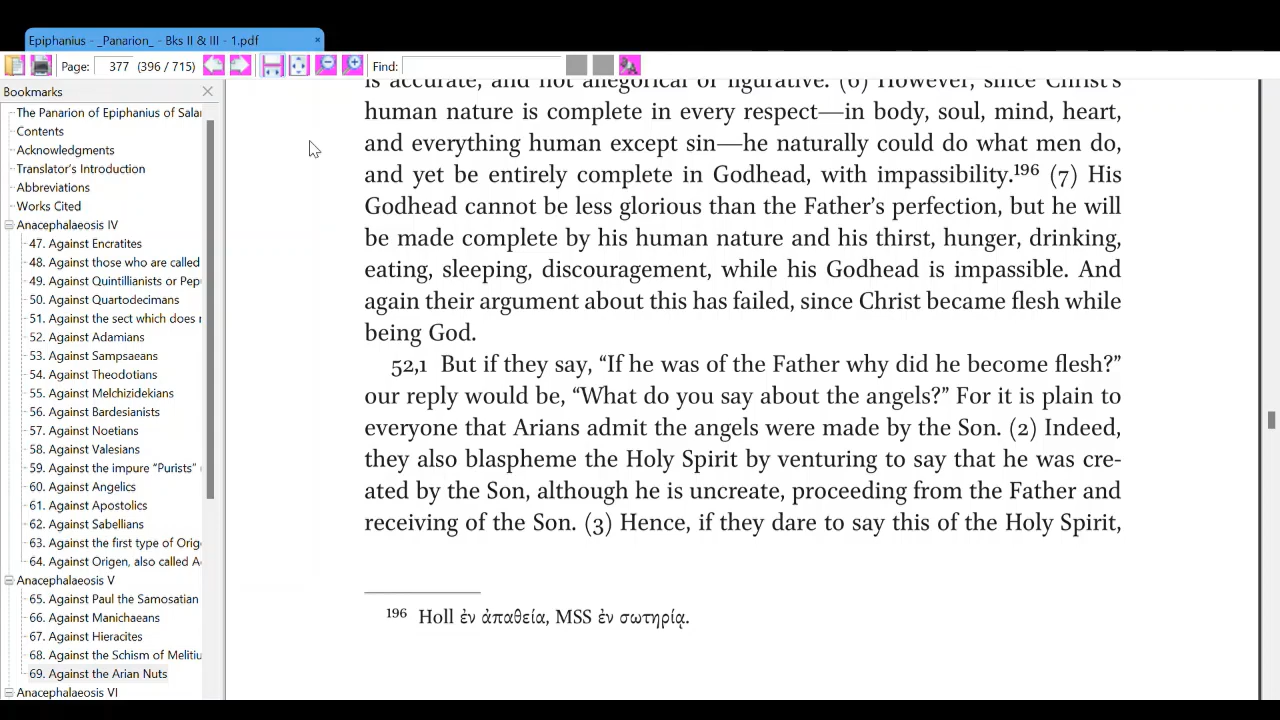 Epiphanius - _Panarion_ - Bks II & III - 1.pdf ×
Page: 377 (396 / 715) Find:
Bookmarks
The Panarion of Epiphanius of Salar
Contents
Acknowledgments
Translator's Introduction
Abbreviations
Works Cited
Anacephalaeosis IV
47. Against Encratites
48. Against those who are called
49. Against Quintillianists or Pep
50. Against Quartodecimans
51. Against the sect which does r
52. Against Adamians
53. Against Sampsaeans
54. Against Theodotians
55. Against Melchizidekians
56. Against Bardesianists
57. Against Noetians
58. Against Valesians
59. Against the impure “Purists” (
60. Against Angelics
61. Against Apostolics
62. Against Sabellians
63. Against the first type of Orig
64. Against Origen, also called A
Anacephalaeosis V
65. Against Paul the Samosatian
66. Against Manichaeans
67. Against Hieracites
68. Against the Schism of Melitiu
69. Against the Arian Nuts
Anacephalaeosis VI
is accurate, and not allegorical or figurative. (6) However, since Christ’s
human nature is complete in every respect—in body, soul, mind, heart,
and everything human except sin—he naturally could do what men do,
and yet be entirely complete in Godhead, with impassibility.¹⁹⁶ (7) His
Godhead cannot be less glorious than the Father’s perfection, but he will
be made complete by his human nature and his thirst, hunger, drinking,
eating, sleeping, discouragement, while his Godhead is impassible. And
again their argument about this has failed, since Christ became flesh while
being God.
52,1 But if they say, “If he was of the Father why did he become flesh?”
our reply would be, “What do you say about the angels?” For it is plain to
everyone that Arians admit the angels were made by the Son. (2) Indeed,
they also blaspheme the Holy Spirit by venturing to say that he was cre-
ated by the Son, although he is uncreate, proceeding from the Father and
receiving of the Son. (3) Hence, if they dare to say this of the Holy Spirit,
¹⁹⁶ Holl ἐν ἀπαθείᾳ, MSS ἐν σωτηρίᾳ.